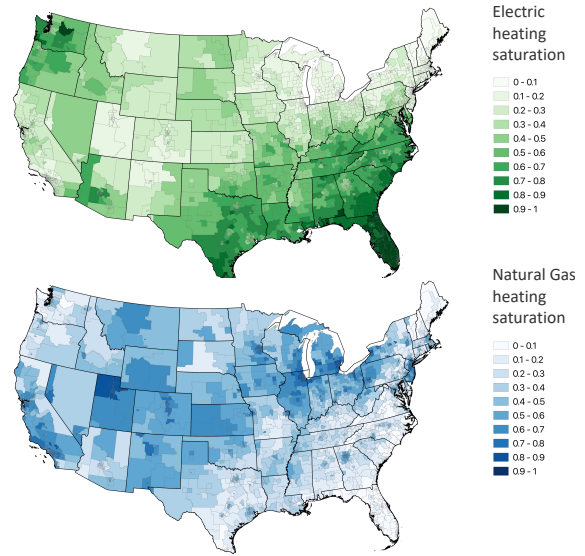 Electric
heating
saturation
0 - 0.1
0.1 - 0.2
0.2 - 0.3
0.3 - 0.4
0.4 - 0.5
0.5 - 0.6
0.6 - 0.7
0.7 - 0.8
0.8 - 0.9
0.9 - 1
Natural Gas
heating
saturation
0 - 0.1
0.1 - 0.2
0.2 - 0.3
0.3 - 0.4
0.4 - 0.5
0.5 - 0.6
0.6 - 0.7
0.7 - 0.8
0.8 - 0.9
0.9 - 1